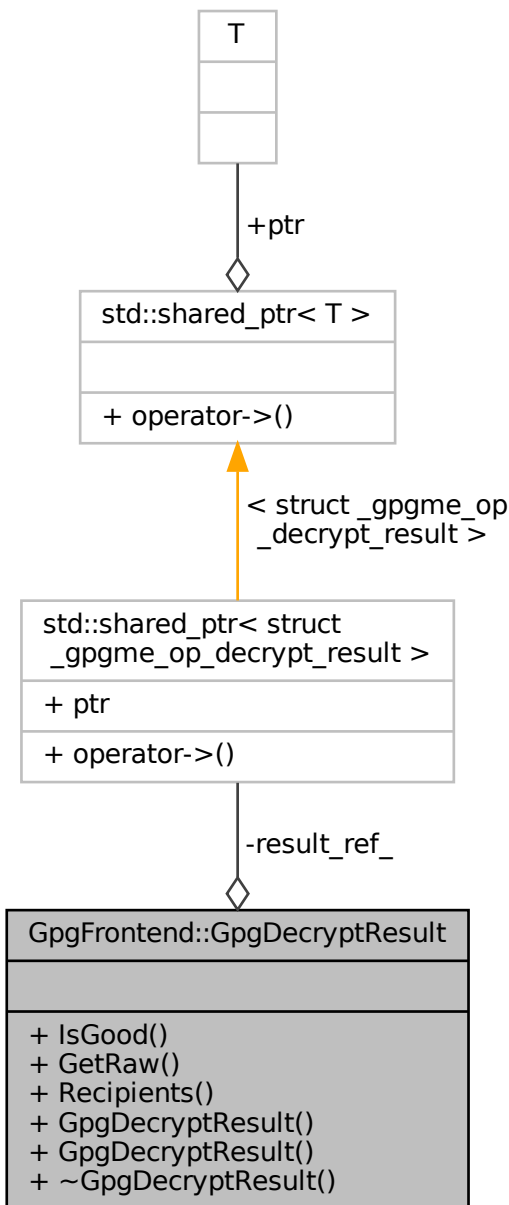 T
+ptr
std::shared_ptr< T >
+ operator->()
< struct _gpgme_op
_decrypt_result >
std::shared_ptr< struct
_gpgme_op_decrypt_result >
+ ptr
+ operator->()
-result_ref_
GpgFrontend::GpgDecryptResult
+ IsGood()
+ GetRaw()
+ Recipients()
+ GpgDecryptResult()
+ GpgDecryptResult()
+ ~GpgDecryptResult()